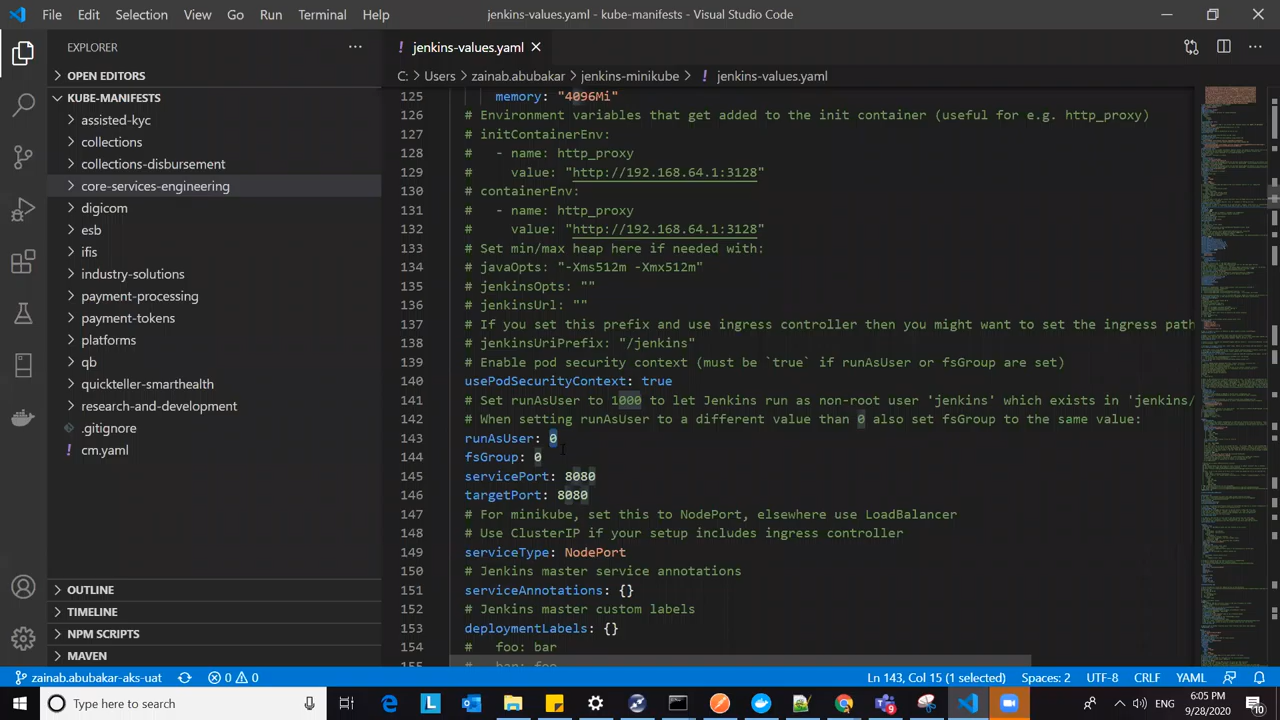 File Edit Selection View Go Run Terminal Help
jenkins-values.yaml - kube-manifests - Visual Studio Code
EXPLORER
OPEN EDITORS
KUBE-MANIFESTS
assisted-kyc
collections
collections-disbursement
core-services-engineering
digicom
esb
ifis
industry-solutions
payment-processing
payment-tokens
platforms
qb
quickteller-smarthealth
research-and-development
.gitignore
cm.yaml
OUTLINE
TIMELINE
NPM SCRIPTS
jenkins-values.yaml
C: > Users > zainab.abubakar > jenkins-minikube > jenkins-values.yaml
125 memory: "4096Mi"
126 # Environment variables that get added to the init container (useful for e.g. http_proxy)
127 # initContainerEnv:
128 # - name: http_proxy
129 # value: "http://192.168.64.1:3128"
130 # containerEnv:
131 # - name: http_proxy
132 # value: "http://192.168.64.1:3128"
133 # Set min/max heap here if needed with:
134 # javaOpts: "-Xms512m -Xmx512m"
135 # jenkinsOpts: ""
136 # jenkinsUrl: ""
137 # If you set this prefix and use ingress controller than you might want to set the ingress path
138 # jenkinsUriPrefix: "/jenkins"
139 # Enable pod security context (must be `true` if runAsUser or fsGroup are set)
140 usePodSecurityContext: true
141 # Set runAsUser to 1000 to let Jenkins run as non-root user 'jenkins' which exists in 'jenkins/
142 # When setting runAsUser to a different value than 0 also set fsGroup to the same value:
143 runAsUser: 0
144 fsGroup: 0
145 servicePort: 8080
146 targetPort: 8080
147 # For minikube, set this to NodePort, elsewhere use LoadBalancer
148 # Use ClusterIP if your setup includes ingress controller
149 serviceType: NodePort
150 # Jenkins master service annotations
151 serviceAnnotations: {}
152 # Jenkins master custom labels
153 deploymentLabels: {}
154 # foo: bar
155 # bar: foo
zainab.abubakar-aks-uat 0 0
Ln 143, Col 15 (1 selected) Spaces: 2 UTF-8 CRLF YAML
Type here to search
ENG
6:05 PM
9/28/2020